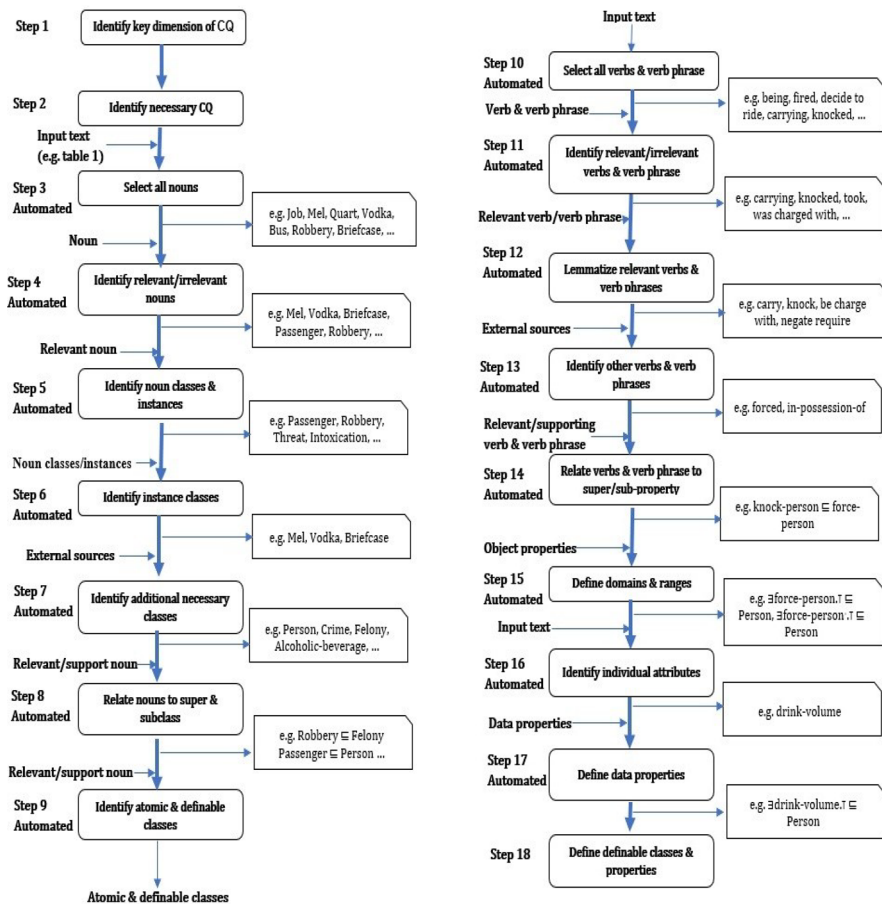 Step 1
Identify key dimension of CQ
Step 2
Identify necessary CQ
Input text
(e.g. table 1)
Step 3
Automated
Select all nouns
e.g. Job, Mel, Quart, Vodka,
Bus, Robbery, Briefcase, ...
Noun
Step 4
Automated
Identify relevant/irrelevant
nouns
e.g. Mel, Vodka, Briefcase,
Passenger, Robbery, ...
Relevant noun
Step 5
Automated
Identify noun classes &
instances
e.g. Passenger, Robbery,
Threat, Intoxication, ...
Noun classes/instances
Step 6
Automated
Identify instance classes
e.g. Mel, Vodka, Briefcase
External sources
Step 7
Automated
Identify additional necessary
classes
e.g. Person, Crime, Felony,
Alcoholic-beverage, ...
Relevant/support noun
Step 8
Automated
Relate nouns to super &
subclass
e.g. Robbery ⊑ Felony
Passenger ⊑ Person ...
Relevant/support noun
Step 9
Automated
Identify atomic & definable
classes
Atomic & definable classes
Input text
Step 10
Automated
Select all verbs & verb phrase
e.g. being, fired, decide to
ride, carrying, knocked, ...
Verb & verb phrase
Step 11
Automated
Identify relevant/irrelevant
verbs & verb phrase
e.g. carrying, knocked, took,
was charged with, ...
Relevant verb/verb phrase
Step 12
Automated
Lemmatize relevant verbs &
verb phrases
e.g. carry, knock, be charge
with, negate require
External sources
Step 13
Automated
Identify other verbs & verb
phrases
e.g. forced, in-possession-of
Relevant/supporting
verb & verb phrase
Step 14
Automated
Relate verbs & verb phrase to
super/sub-property
e.g. knock-person ⊑ force-
person
Object properties
Step 15
Automated
Define domains & ranges
e.g. ∃force-person.⊤ ⊑
Person, ∃force-person⁻.⊤ ⊑
Person
Input text
Step 16
Automated
Identify individual attributes
e.g. drink-volume
Data properties
Step 17
Automated
Define data properties
e.g. ∃drink-volume.⊤ ⊑
Person
Step 18
Define definable classes &
properties